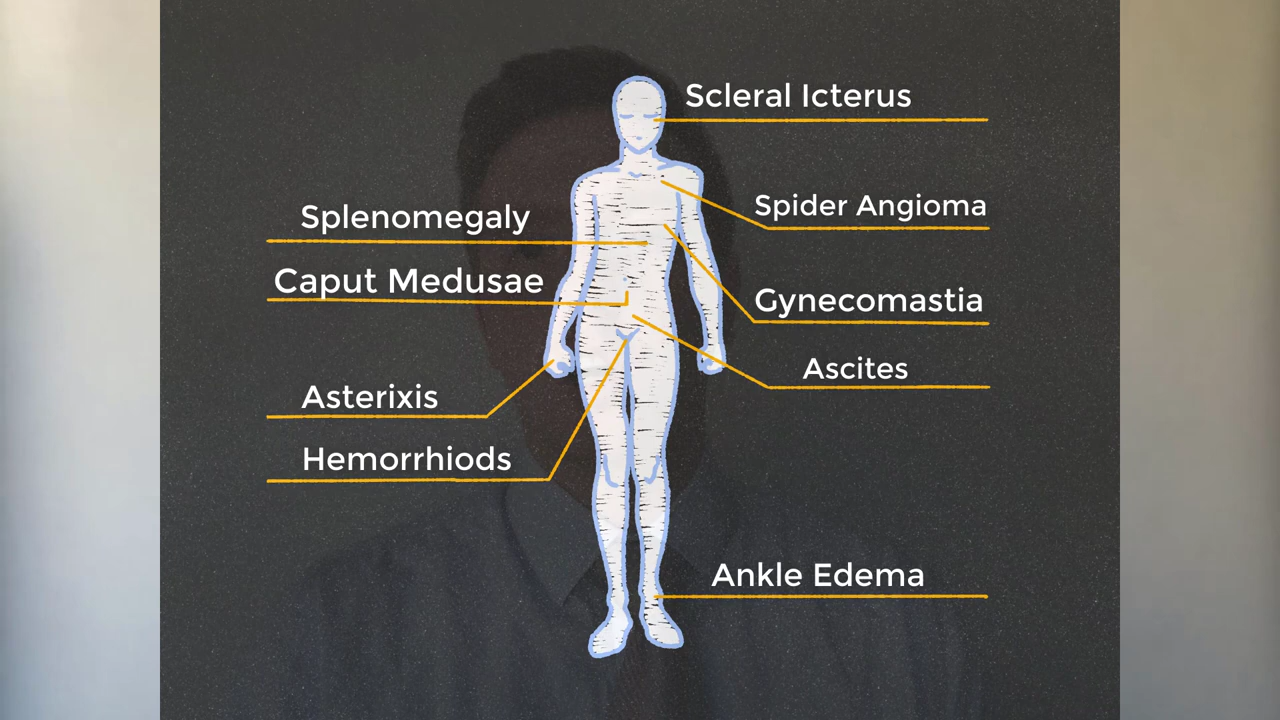 Scleral Icterus
Spider Angioma
Splenomegaly
Caput Medusae
Gynecomastia
Ascites
Asterixis
Hemorrhiods
Ankle Edema